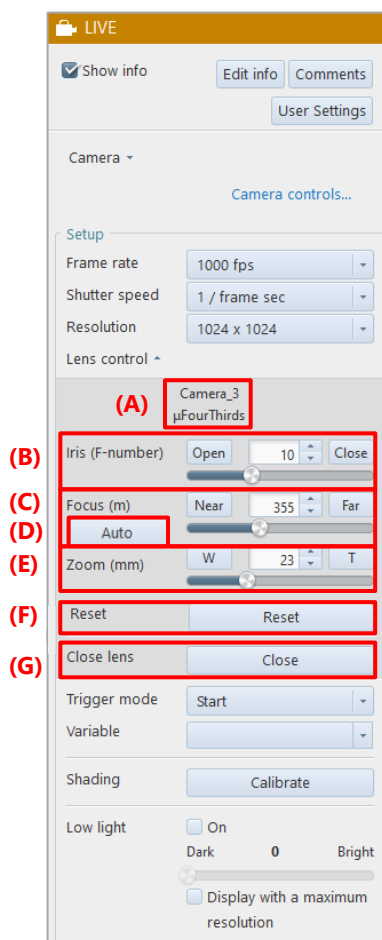 LIVE
Show info Edit info Comments
User Settings
Camera
Camera controls...
Setup
Frame rate 1000 fps
Shutter speed 1 / frame sec
Resolution 1024 x 1024
Lens control
(A) Camera_3
µFourThirds
(B) Iris (F-number) Open 10 Close
(C) Focus (m) Near 355 Far
(D) Auto
(E) Zoom (mm) W 23 T
(F) Reset Reset
(G) Close lens Close
Trigger mode Start
Variable
Shading Calibrate
Low light On
Dark 0 Bright
Display with a maximum
resolution